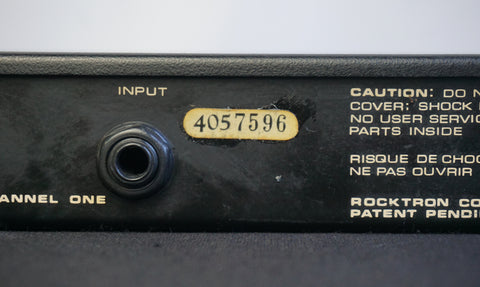 INPUT
4057596
CAUTION: DO N
COVER: SHOCK
NO USER SERVIC
PARTS INSIDE
RISQUE DE CHOC
NE PAS OUVRIR
ANNEL ONE
ROCKTRON CO
PATENT PENDI